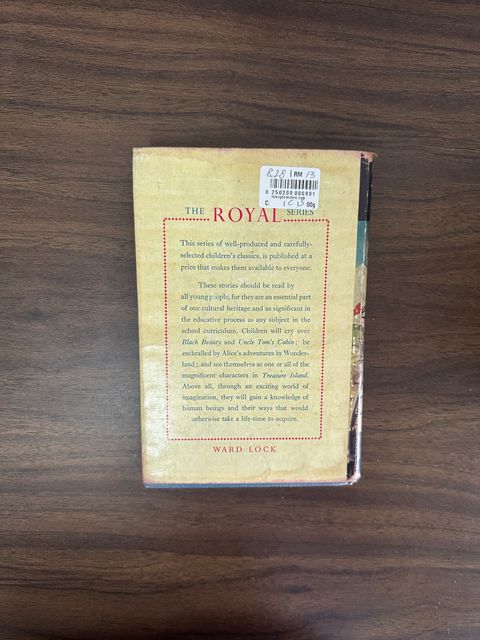 828 1 RM 13
8 250200 000991
C:
00g
THE ROYAL SERIES
This series of well-produced and carefully-
selected children's classics, is published at a
price that makes them available to everyone.
These stories should be read by
all young people, for they are an essential part
of our cultural heritage and as significant in
the educative process as any subject in the
school curriculum. Children will cry over
Black Beauty and Uncle Tom's Cabin; be
enthralled by Alice's adventures in Wonder-
land; and see themselves as one or all of the
magnificent characters in Treasure Island.
Above all, through an exciting world of
imagination, they will gain a knowledge of
human beings and their ways that would
otherwise take a life-time to acquire.
WARD LOCK